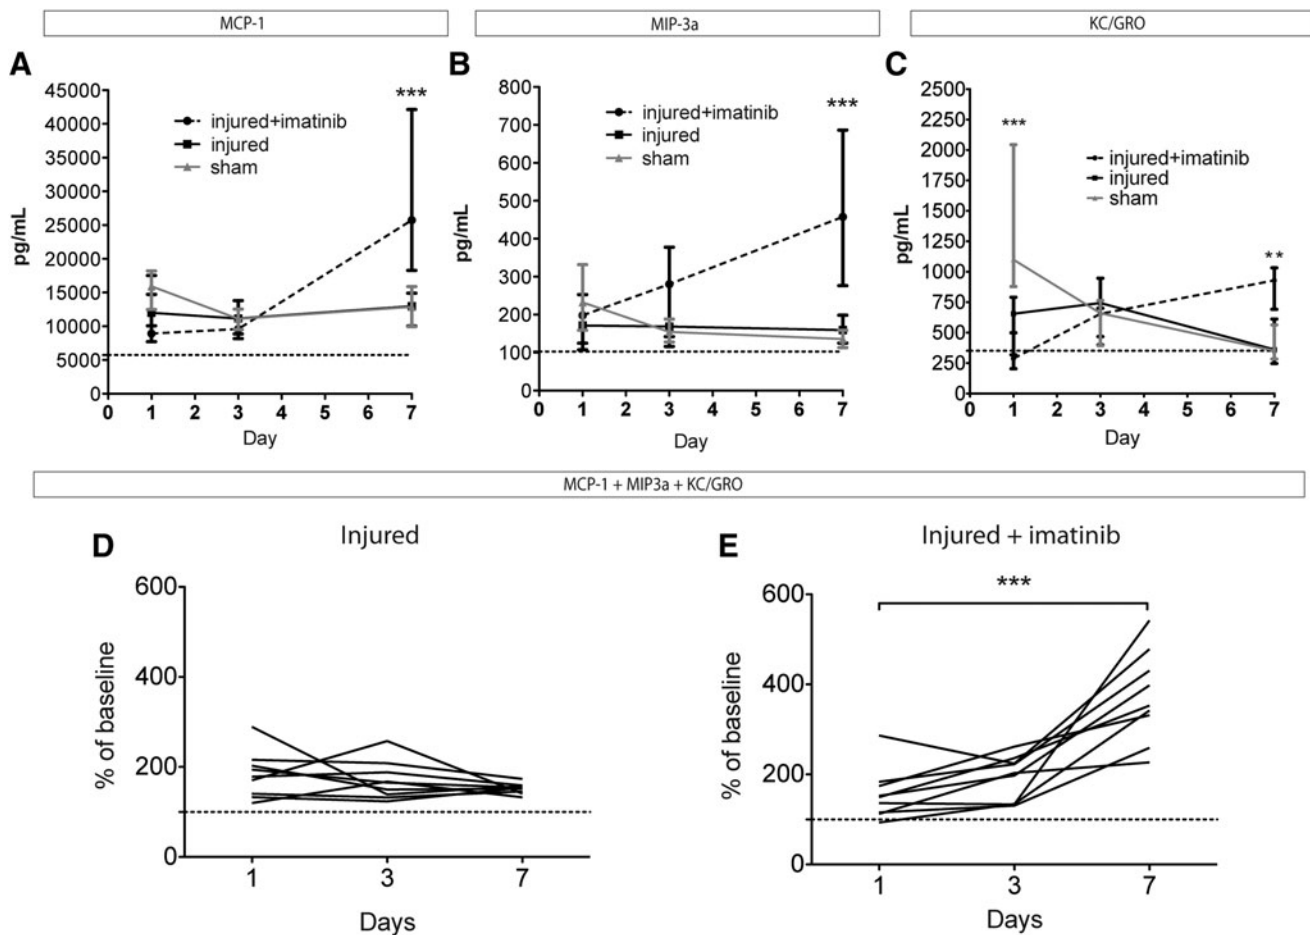 MCP-1
MIP-3a
KC/GRO
A
pg/mL
45000
40000
35000
30000
25000
20000
15000
10000
5000
0
0 1 2 3 4 5 6 7
Day
***
injured+imatinib
injured
sham
B
pg/mL
800
700
600
500
400
300
200
100
0
0 1 2 3 4 5 6 7
Day
***
injured+imatinib
injured
sham
C
pg/mL
2500
2250
2000
1750
1500
1250
1000
750
500
250
0
0 1 2 3 4 5 6 7
Day
***
**
injured+imatinib
injured
sham
MCP-1 + MIP3a + KC/GRO
D
Injured
% of baseline
600
400
200
0
1 3 7
Days
E
Injured + imatinib
***
% of baseline
600
400
200
0
1 3 7
Days